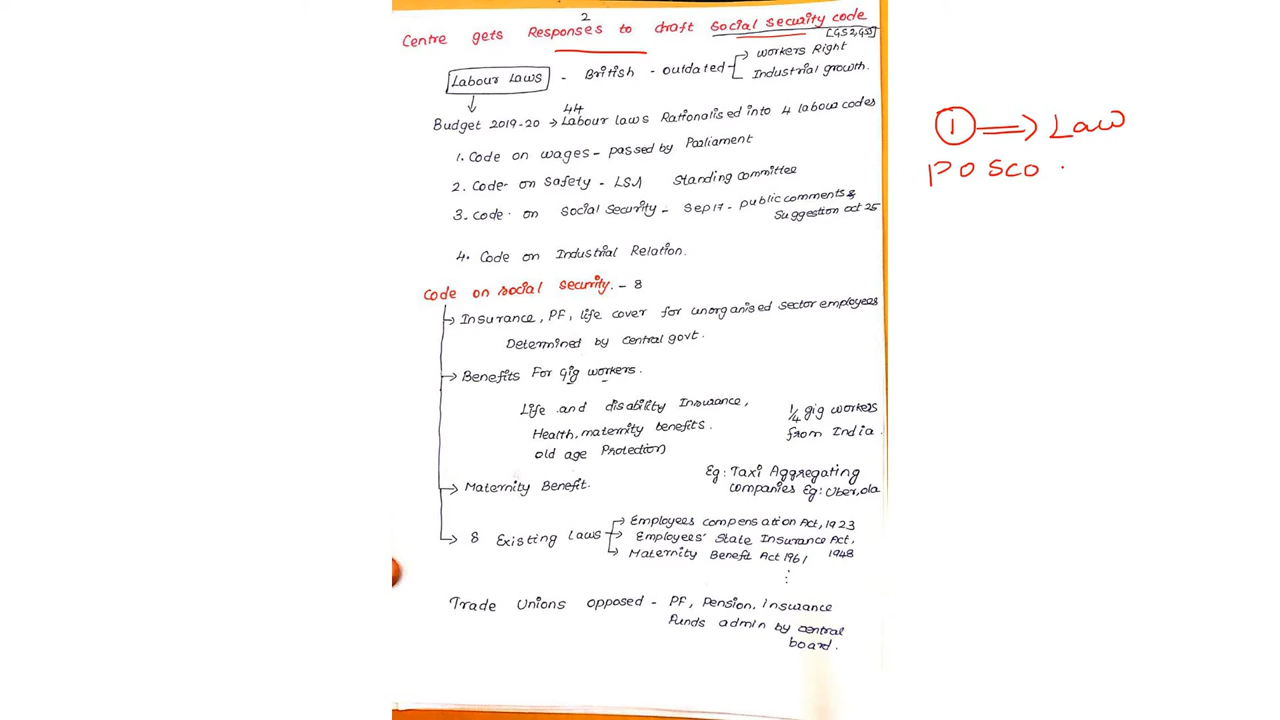 2
Centre gets Responses to draft social security code
[GS2,GS3]
Labour Laws - British - outdated - workers Right
Industrial growth.
44
Budget 2019-20 → Labour laws Rationalised into 4 labour codes
1. Code on wages - passed by Parliament
2. Code on Safety - LSA Standing committee
3. code on Social Security - Sep 17 - public comments &
Suggestion oct 25
4. Code on Industrial Relation.
Code on social security. - 8
→ Insurance, PF, life cover for unorganised sector employees
Determined by central govt.
→ Benefits For gig workers.
Life and disability Insurance,
Health, maternity benefits.
old age Protection
1/4 gig workers
from India.
→ Maternity Benefit.
Eg: Taxi Aggregating
companies Eg: Uber, ola
→ 8 Existing laws → Employees compensation Act, 1923
→ Employees' State Insurance Act,
1948
→ Maternity Benefit Act 1961
⋮
Trade Unions opposed - PF, Pension, Insurance
Funds admin by central
board.
1 ⇒ Law
POSCO .